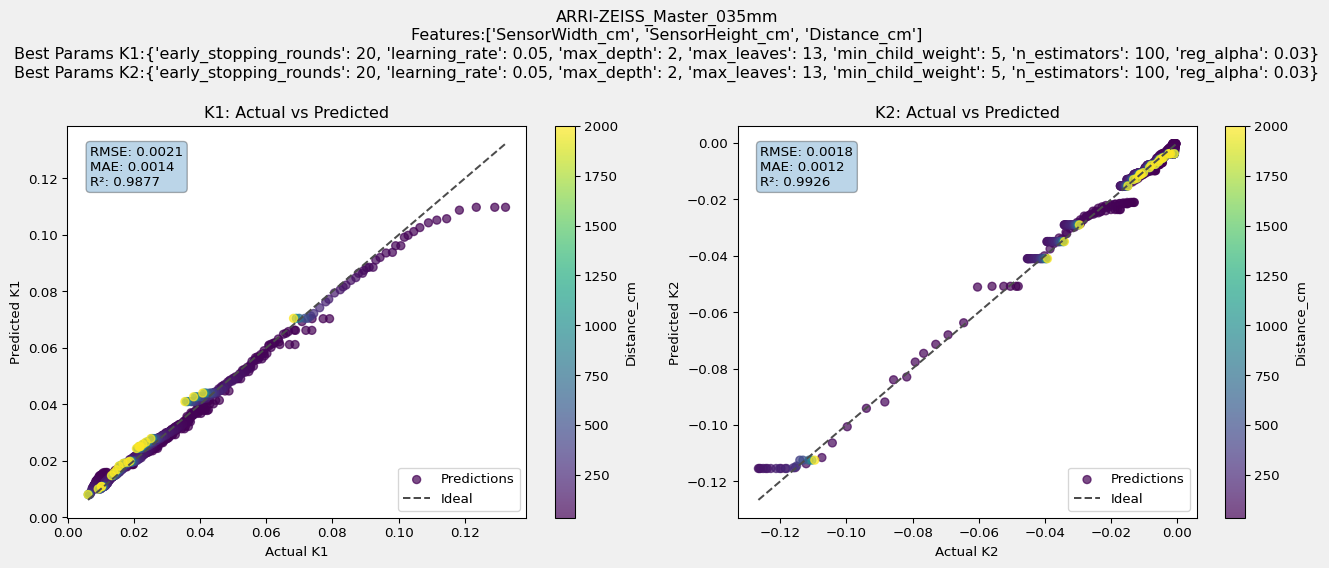 ARRI-ZEISS_Master_035mm
Features:['SensorWidth_cm', 'SensorHeight_cm', 'Distance_cm']
Best Params K1:{'early_stopping_rounds': 20, 'learning_rate': 0.05, 'max_depth': 2, 'max_leaves': 13, 'min_child_weight': 5, 'n_estimators': 100, 'reg_alpha': 0.03}
Best Params K2:{'early_stopping_rounds': 20, 'learning_rate': 0.05, 'max_depth': 2, 'max_leaves': 13, 'min_child_weight': 5, 'n_estimators': 100, 'reg_alpha': 0.03}
K1: Actual vs Predicted
RMSE: 0.0021
MAE: 0.0014
R²: 0.9877
0.12
0.10
0.08
0.06
0.04
0.02
0.00
Predicted K1
0.00 0.02 0.04 0.06 0.08 0.10 0.12
Actual K1
Predictions
Ideal
2000
1750
1500
1250
1000
750
500
250
Distance_cm
K2: Actual vs Predicted
RMSE: 0.0018
MAE: 0.0012
R²: 0.9926
0.00
−0.02
−0.04
−0.06
−0.08
−0.10
−0.12
Predicted K2
−0.12 −0.10 −0.08 −0.06 −0.04 −0.02 0.00
Actual K2
Predictions
Ideal
2000
1750
1500
1250
1000
750
500
250
Distance_cm